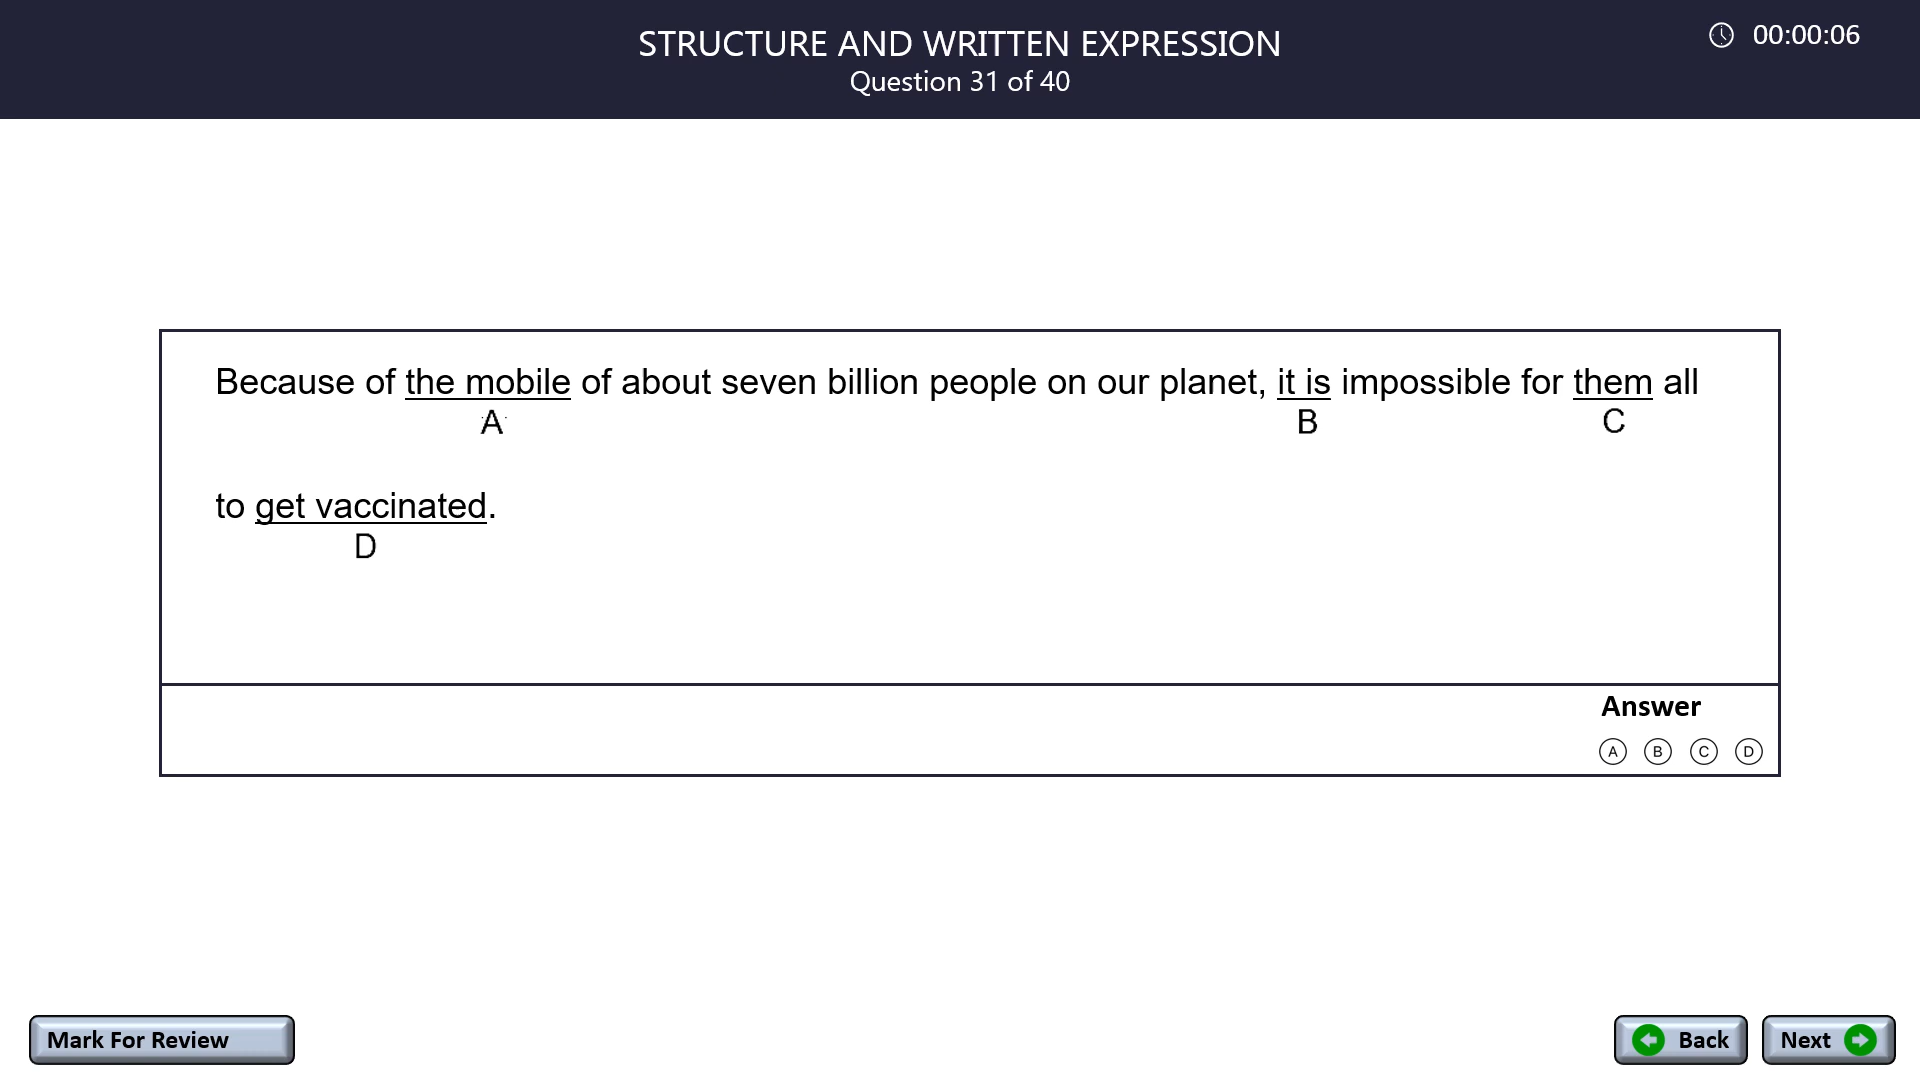 STRUCTURE AND WRITTEN EXPRESSION
00:00:06
Question 31 of 40
Because of the mobile of about seven billion people on our planet, it is impossible for them all
A B C
to get vaccinated.
D
Answer
A B C D
Mark For Review
Back
Next